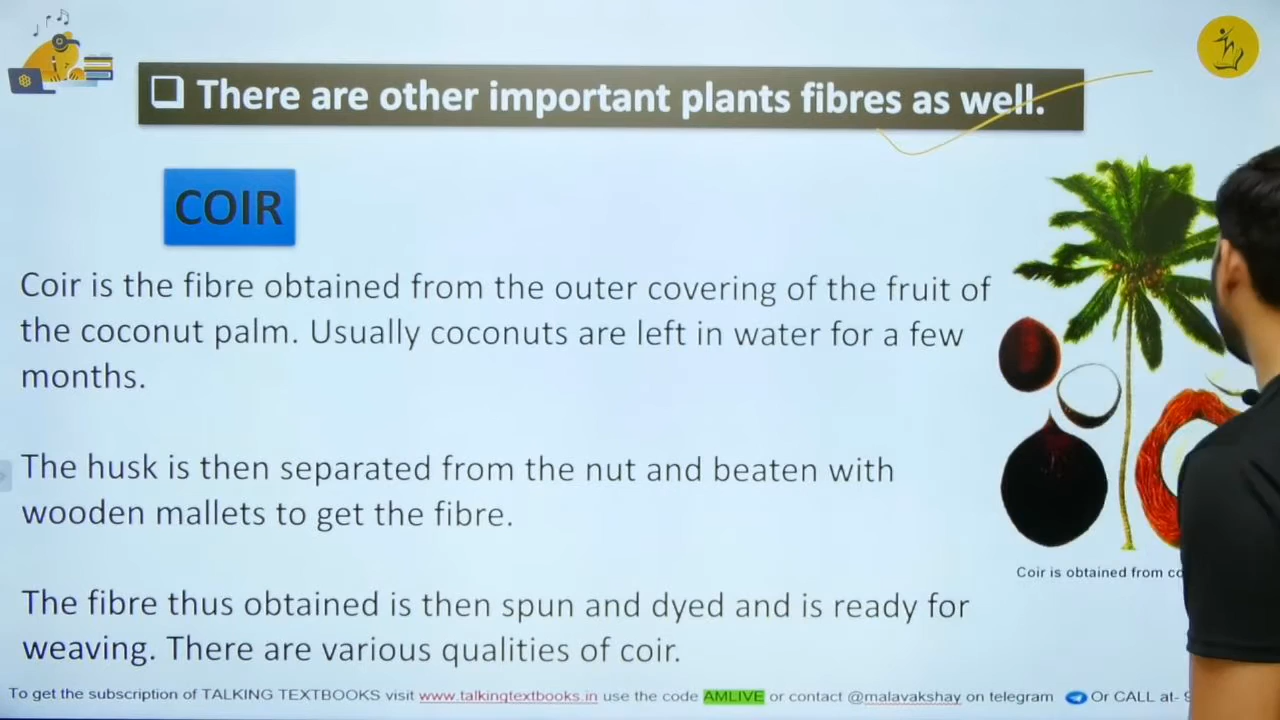 ❑ There are other important plants fibres as well.
COIR
Coir is the fibre obtained from the outer covering of the fruit of
the coconut palm. Usually coconuts are left in water for a few
months.
The husk is then separated from the nut and beaten with
wooden mallets to get the fibre.
The fibre thus obtained is then spun and dyed and is ready for
weaving. There are various qualities of coir.
Coir is obtained from
To get the subscription of TALKING TEXTBOOKS visit www.talkingtextbooks.in use the code AMLIVE or contact @malavakshay on telegram Or CALL at-